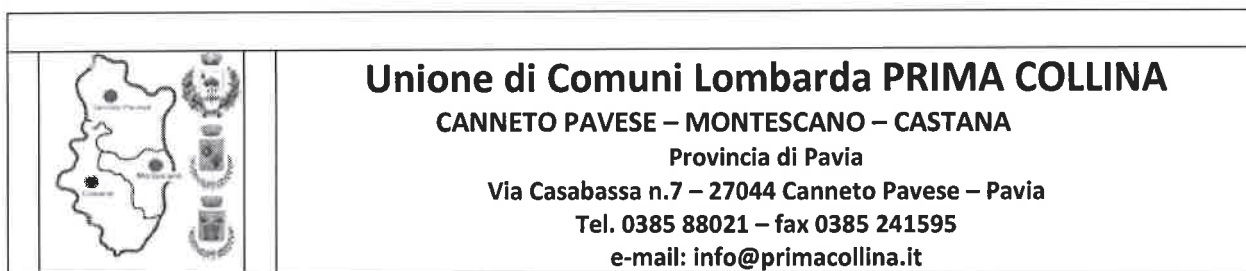 Unione di Comuni Lombarda PRIMA COLLINA
CANNETO PAVESE – MONTESCANO – CASTANA
Provincia di Pavia
Via Casabassa n.7 – 27044 Canneto Pavese – Pavia
Tel. 0385 88021 – fax 0385 241595
e-mail: info@primacollina.it